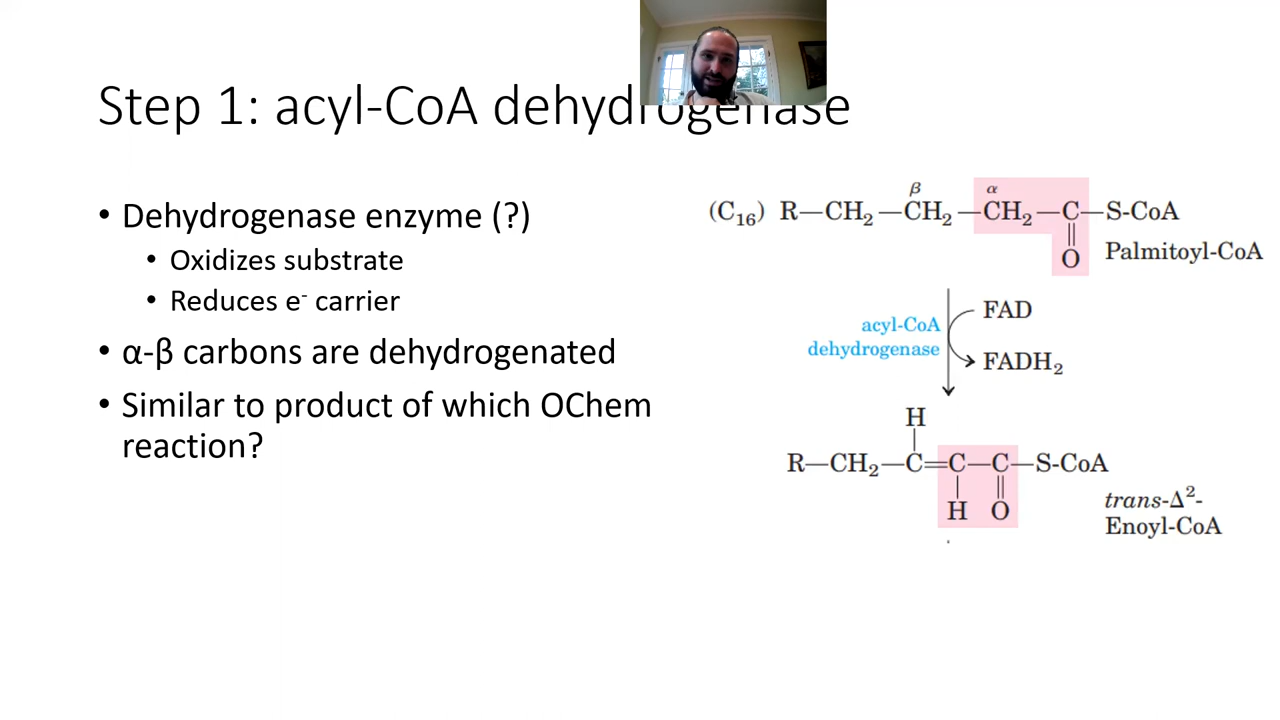 Step 1: acyl-CoA dehydrogenase
• Dehydrogenase enzyme (?)
• Oxidizes substrate
• Reduces e⁻ carrier
• α-β carbons are dehydrogenated
• Similar to product of which OChem
reaction?
β α
(C₁₆) R—CH₂—CH₂—CH₂—C—S-CoA
||
O Palmitoyl-CoA
FAD
acyl-CoA
dehydrogenase
FADH₂
H
|
R—CH₂—C=C—C—S-CoA
| ||
H O
trans-Δ²-
Enoyl-CoA